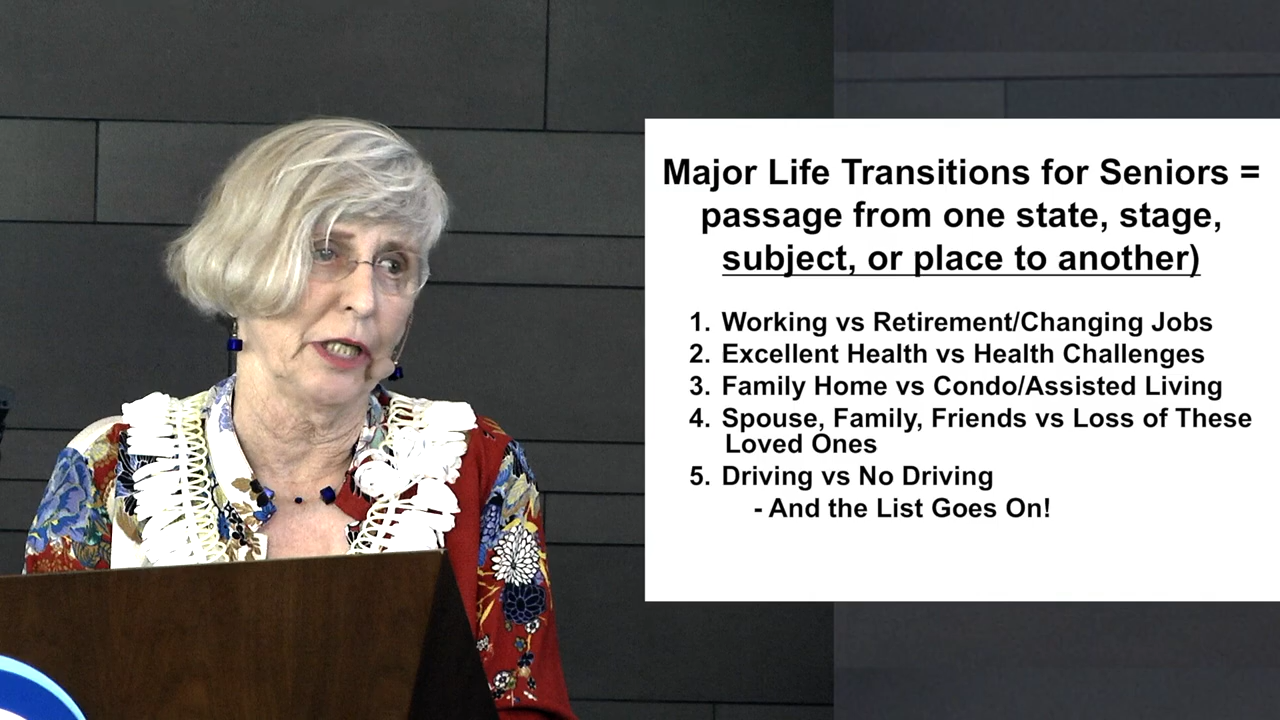 Major Life Transitions for Seniors =
passage from one state, stage,
subject, or place to another)
1. Working vs Retirement/Changing Jobs
2. Excellent Health vs Health Challenges
3. Family Home vs Condo/Assisted Living
4. Spouse, Family, Friends vs Loss of These
Loved Ones
5. Driving vs No Driving
- And the List Goes On!